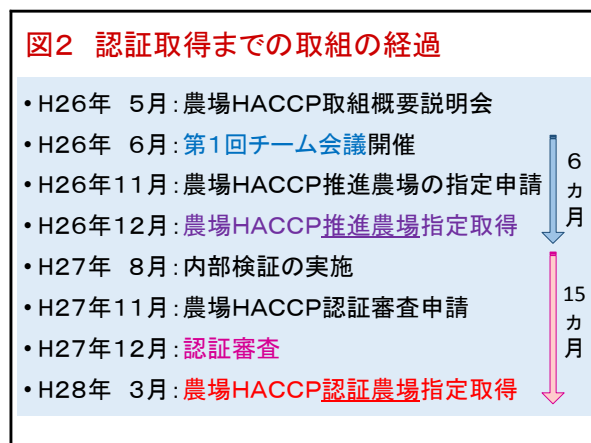 図2 認証取得までの取組の経過
•H26年 5月:農場HACCP取組概要説明会
•H26年 6月:第1回チーム会議開催
•H26年11月:農場HACCP推進農場の指定申請
•H26年12月:農場HACCP推進農場指定取得
6カ月
•H27年 8月:内部検証の実施
•H27年11月:農場HACCP認証審査申請
•H27年12月:認証審査
•H28年 3月:農場HACCP認証農場指定取得
15カ月